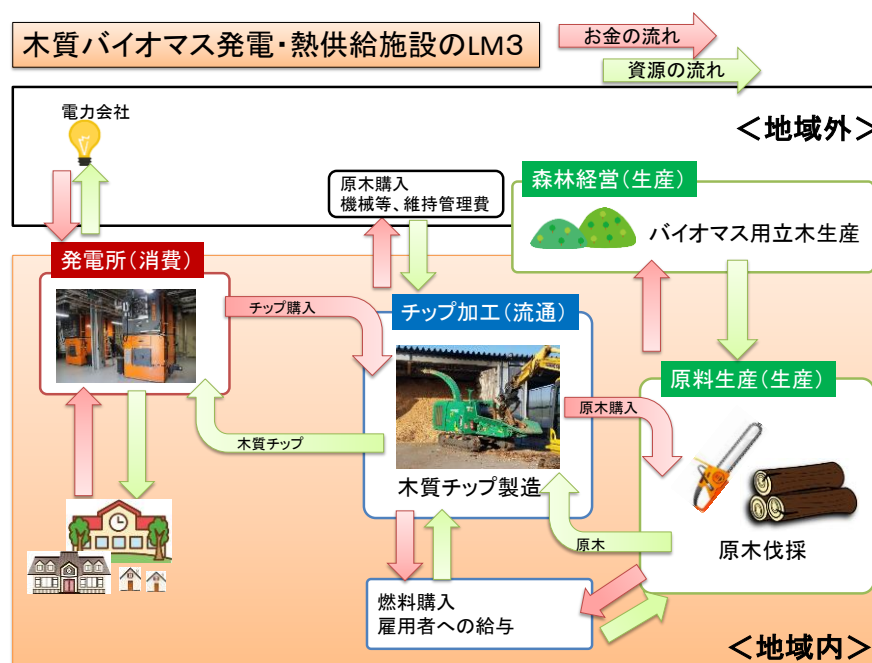 木質バイオマス発電・熱供給施設のLM3
お金の流れ
資源の流れ
電力会社
＜地域外＞
原木購入
機械等、維持管理費
森林経営（生産）
バイオマス用立木生産
発電所（消費）
チップ購入
チップ加工（流通）
原料生産（生産）
原木購入
木質チップ
木質チップ製造
原木
原木伐採
燃料購入
雇用者への給与
＜地域内＞